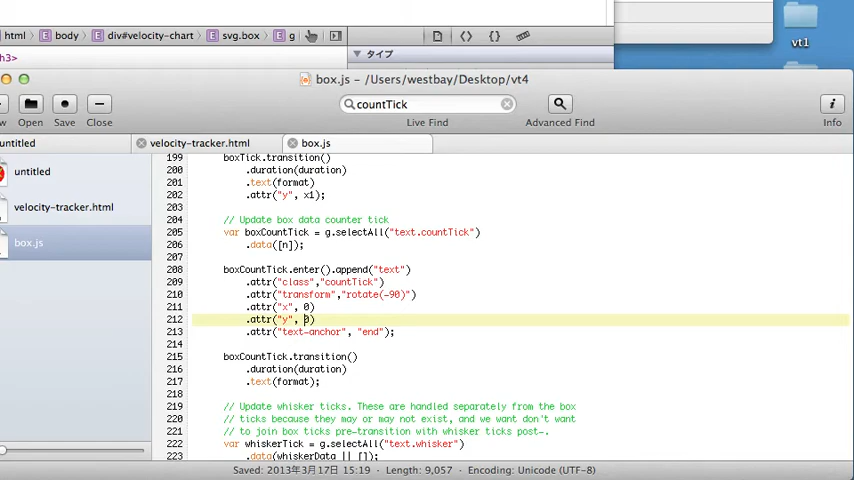 html E body E div#velocity-chart E svg.box E g
h3>
タイプ
vt1
box.js – /Users/westbay/Desktop/vt4
Open Save Close
countTick
Live Find
Advanced Find
Info
untitled
velocity-tracker.html
box.js
untitled
velocity-tracker.html
box.js
199 boxTick.transition()
200 .duration(duration)
201 .text(format)
202 .attr("y", x1);
203
204 // Update box data counter tick
205 var boxCountTick = g.selectAll("text.countTick")
206 .data([n]);
207
208 boxCountTick.enter().append("text")
209 .attr("class","countTick")
210 .attr("transform","rotate(-90)")
211 .attr("x", 0)
212 .attr("y", 0)
213 .attr("text-anchor", "end");
214
215 boxCountTick.transition()
216 .duration(duration)
217 .text(format);
218
219 // Update whisker ticks. These are handled separately from the box
220 // ticks because they may or may not exist, and we want don't want
221 // to join box ticks pre-transition with whisker ticks post-.
222 var whiskerTick = g.selectAll("text.whisker")
223 .data(whiskerData || []);
Saved: 2013年3月17日 15:19 - Length: 9,057 - Encoding: Unicode (UTF-8)